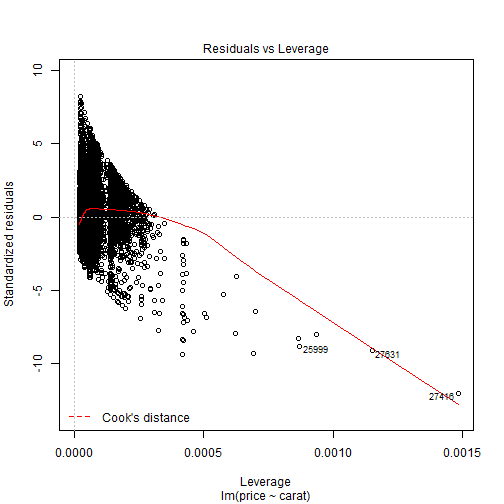 Residuals vs Leverage
10
5
0
-5
-10
Standardized residuals
25999
27631
27416
Cook's distance
0.0000
0.0005
0.0010
0.0015
Leverage
lm(price ~ carat)